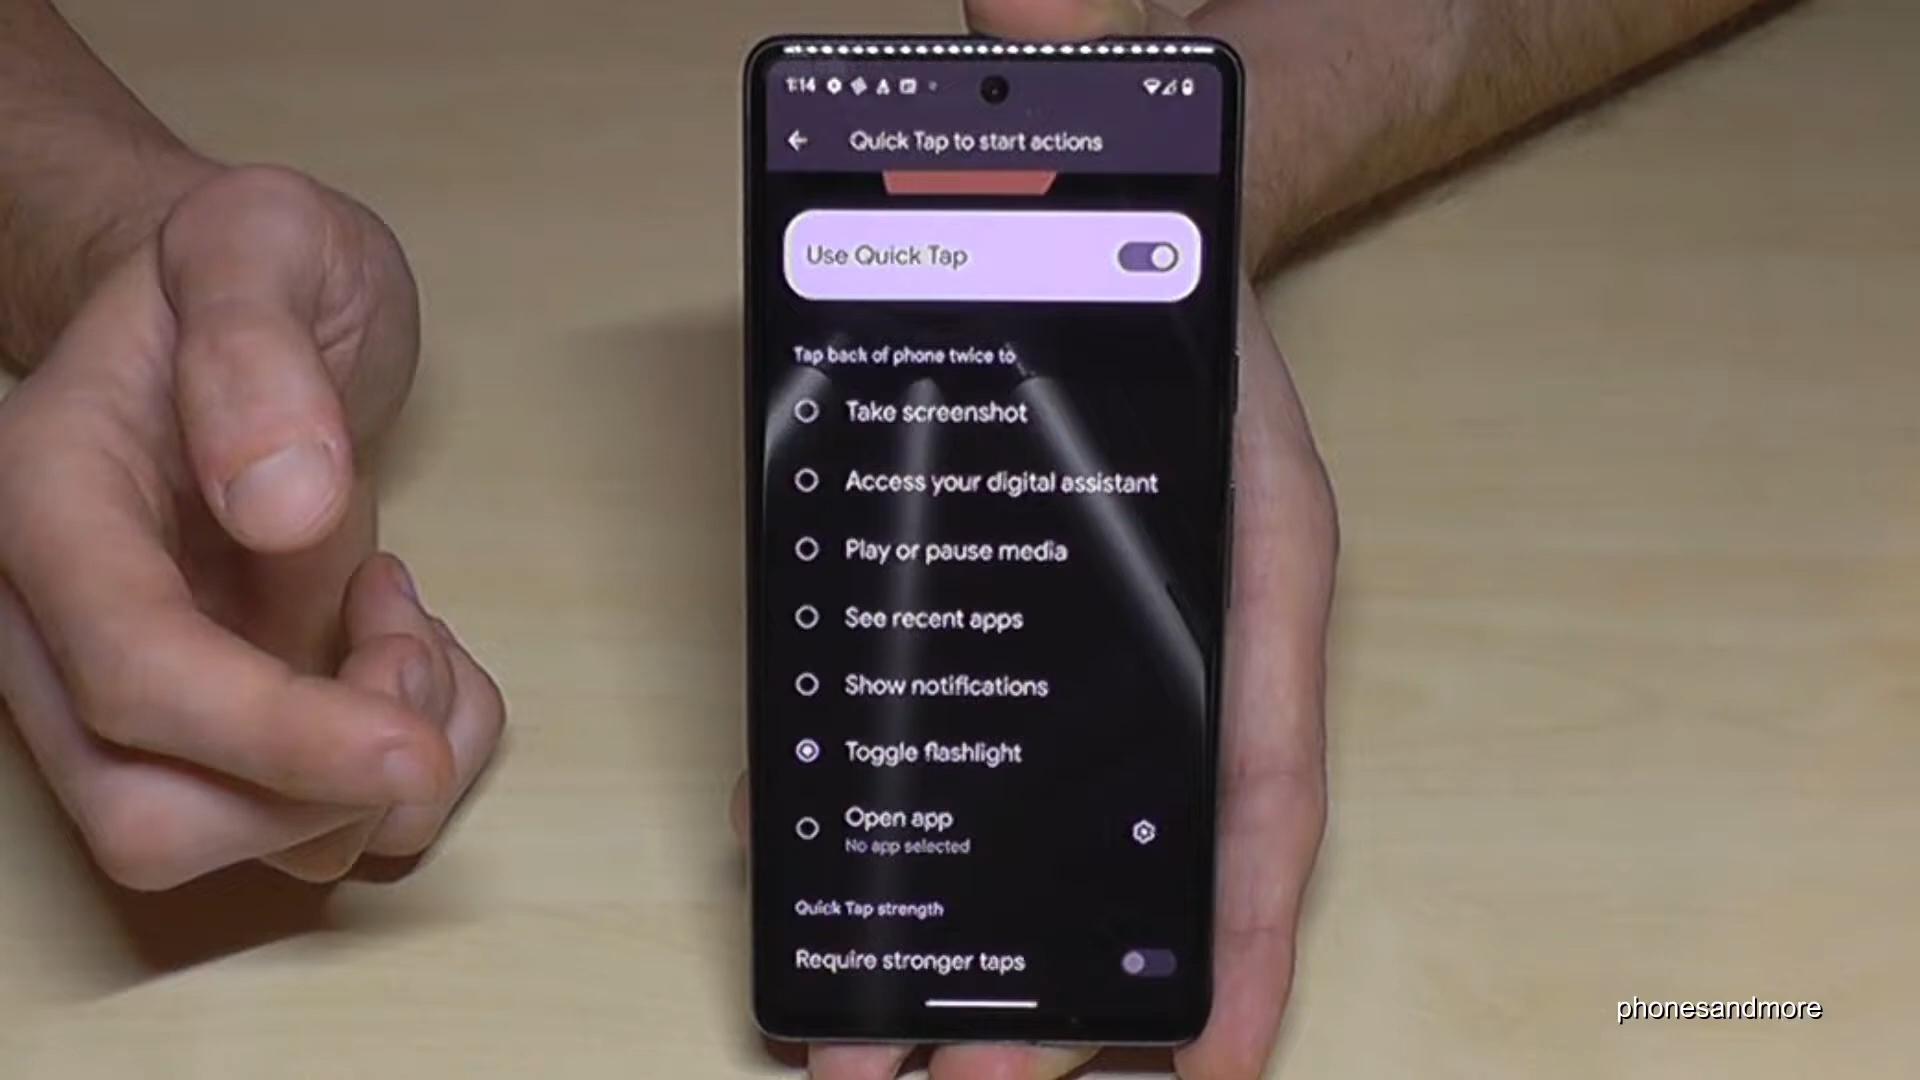 1:14
Quick Tap to start actions
Use Quick Tap
Tap back of phone twice to
Take screenshot
Access your digital assistant
Play or pause media
See recent apps
Show notifications
Toggle flashlight
Open app
No app selected
Quick Tap strength
Require stronger taps
phonesandmore